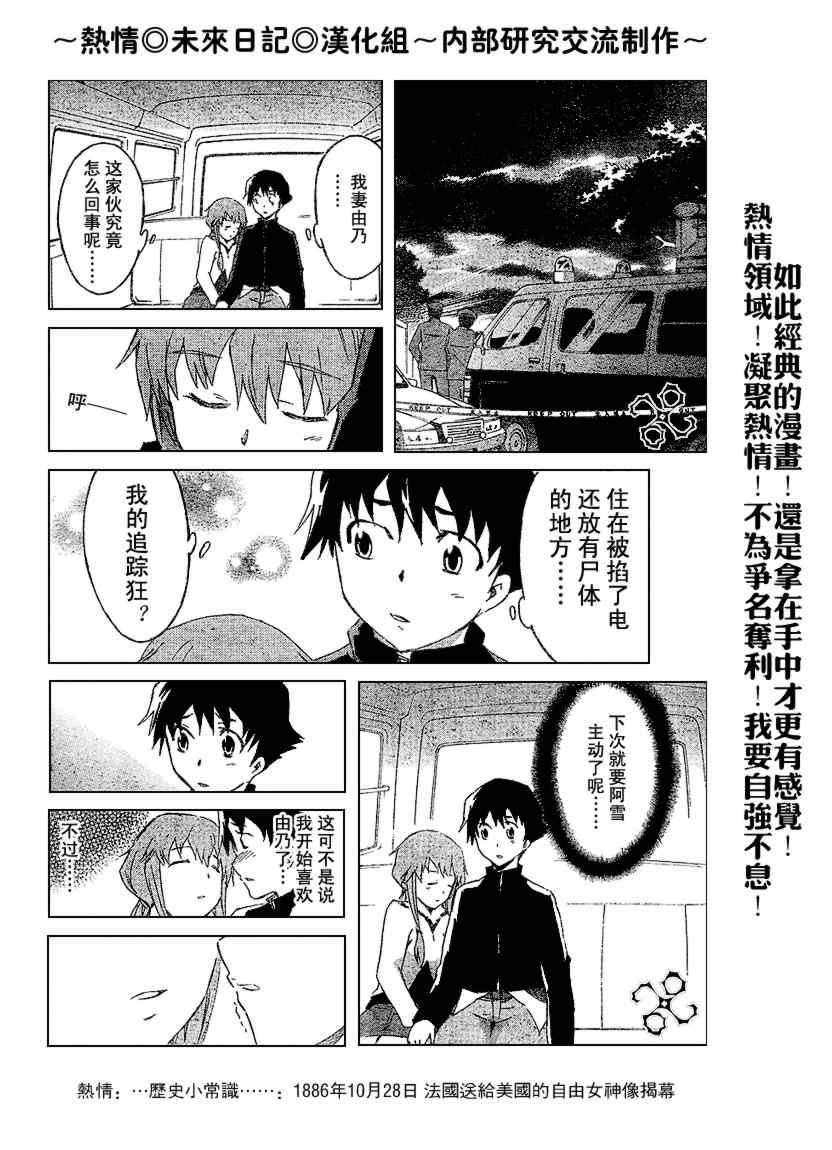 ～熱情◎未來日記◎漢化組～內部研究交流制作～
KEEP OUT
KEEP OUT
OUT
我妻由乃
……
这家伙究竟
怎么回事呢……
呼——
住在被掐了电
还放有尸体
的地方……
我的追踪狂？
下次就要阿雪
主动了呢……
这可不是说
我开始喜欢
由乃了…
不过……
如此經典的漫畫！還是拿在手中才更有感覺！
熱情領域！凝聚熱情！不為爭名奪利！我要自強不息！
熱情：…歷史小常識……：1886年10月28日 法國送給美國的自由女神像揭幕